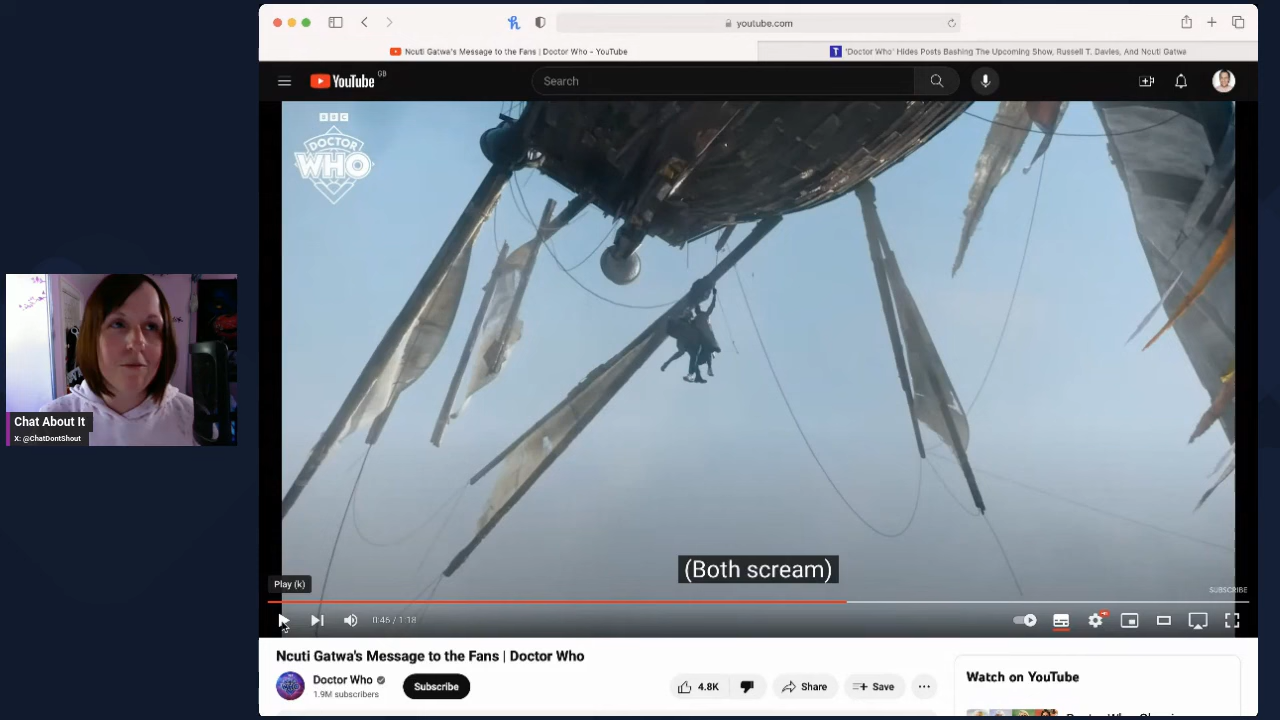 youtube.com
Ncuti Gatwa's Message to the Fans | Doctor Who - YouTube
T 'Doctor Who' Hides Posts Bashing The Upcoming Show, Russell T. Davies, And Ncuti Gatwa
YouTube GB
Search
BBC
DOCTOR
WHO
Chat About It
X: @ChatDontShout
(Both scream)
Play (k)
SUBSCRIBE
0:46 / 1:18
Ncuti Gatwa's Message to the Fans | Doctor Who
Doctor Who
1.9M subscribers
Subscribe
4.8K
Share
Save
Watch on YouTube